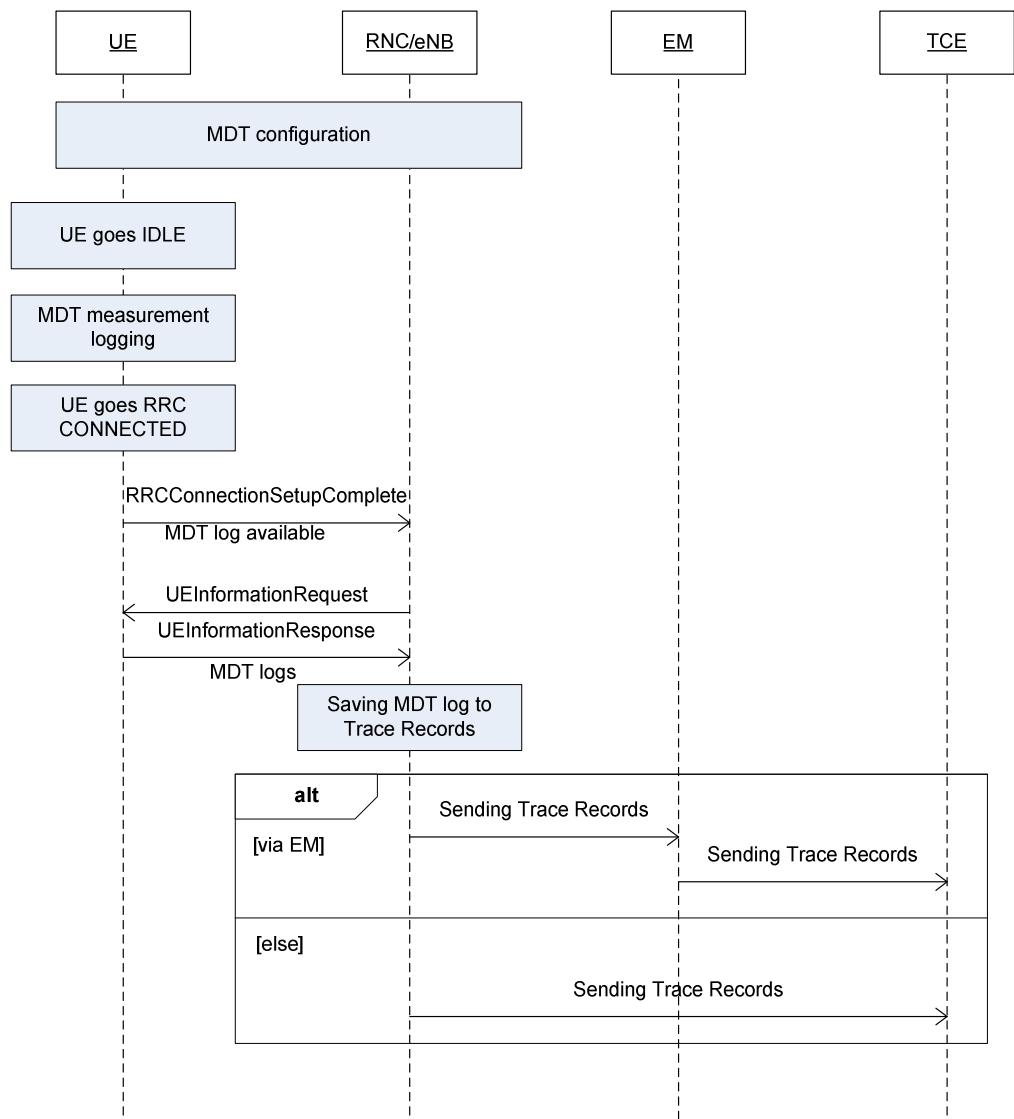 UE
RNC/eNB
EM
TCE
MDT configuration
UE goes IDLE
MDT measurement
logging
UE goes RRC
CONNECTED
RRCConnectionSetupComplete
MDT log available
UEInformationRequest
UEInformationResponse
MDT logs
Saving MDT log to
Trace Records
alt
Sending Trace Records
[via EM]
Sending Trace Records
[else]
Sending Trace Records